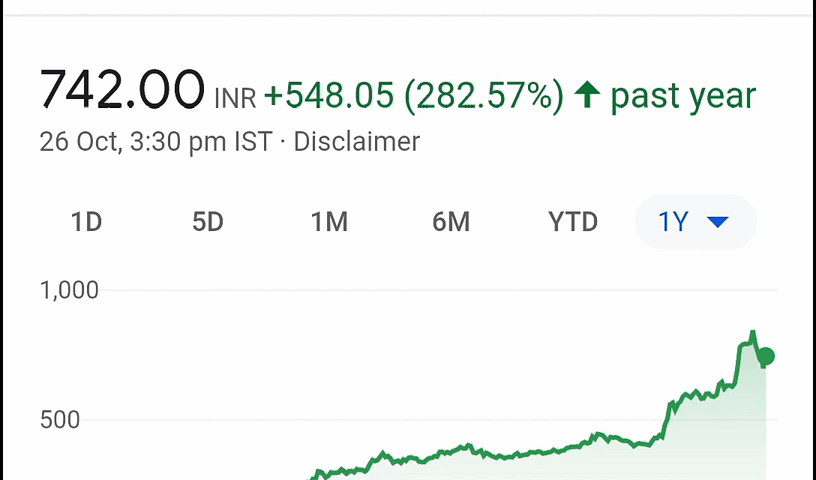 742.00 INR +548.05 (282.57%) ↑ past year
26 Oct, 3:30 pm IST · Disclaimer
1D 5D 1M 6M YTD 1Y
1,000
500